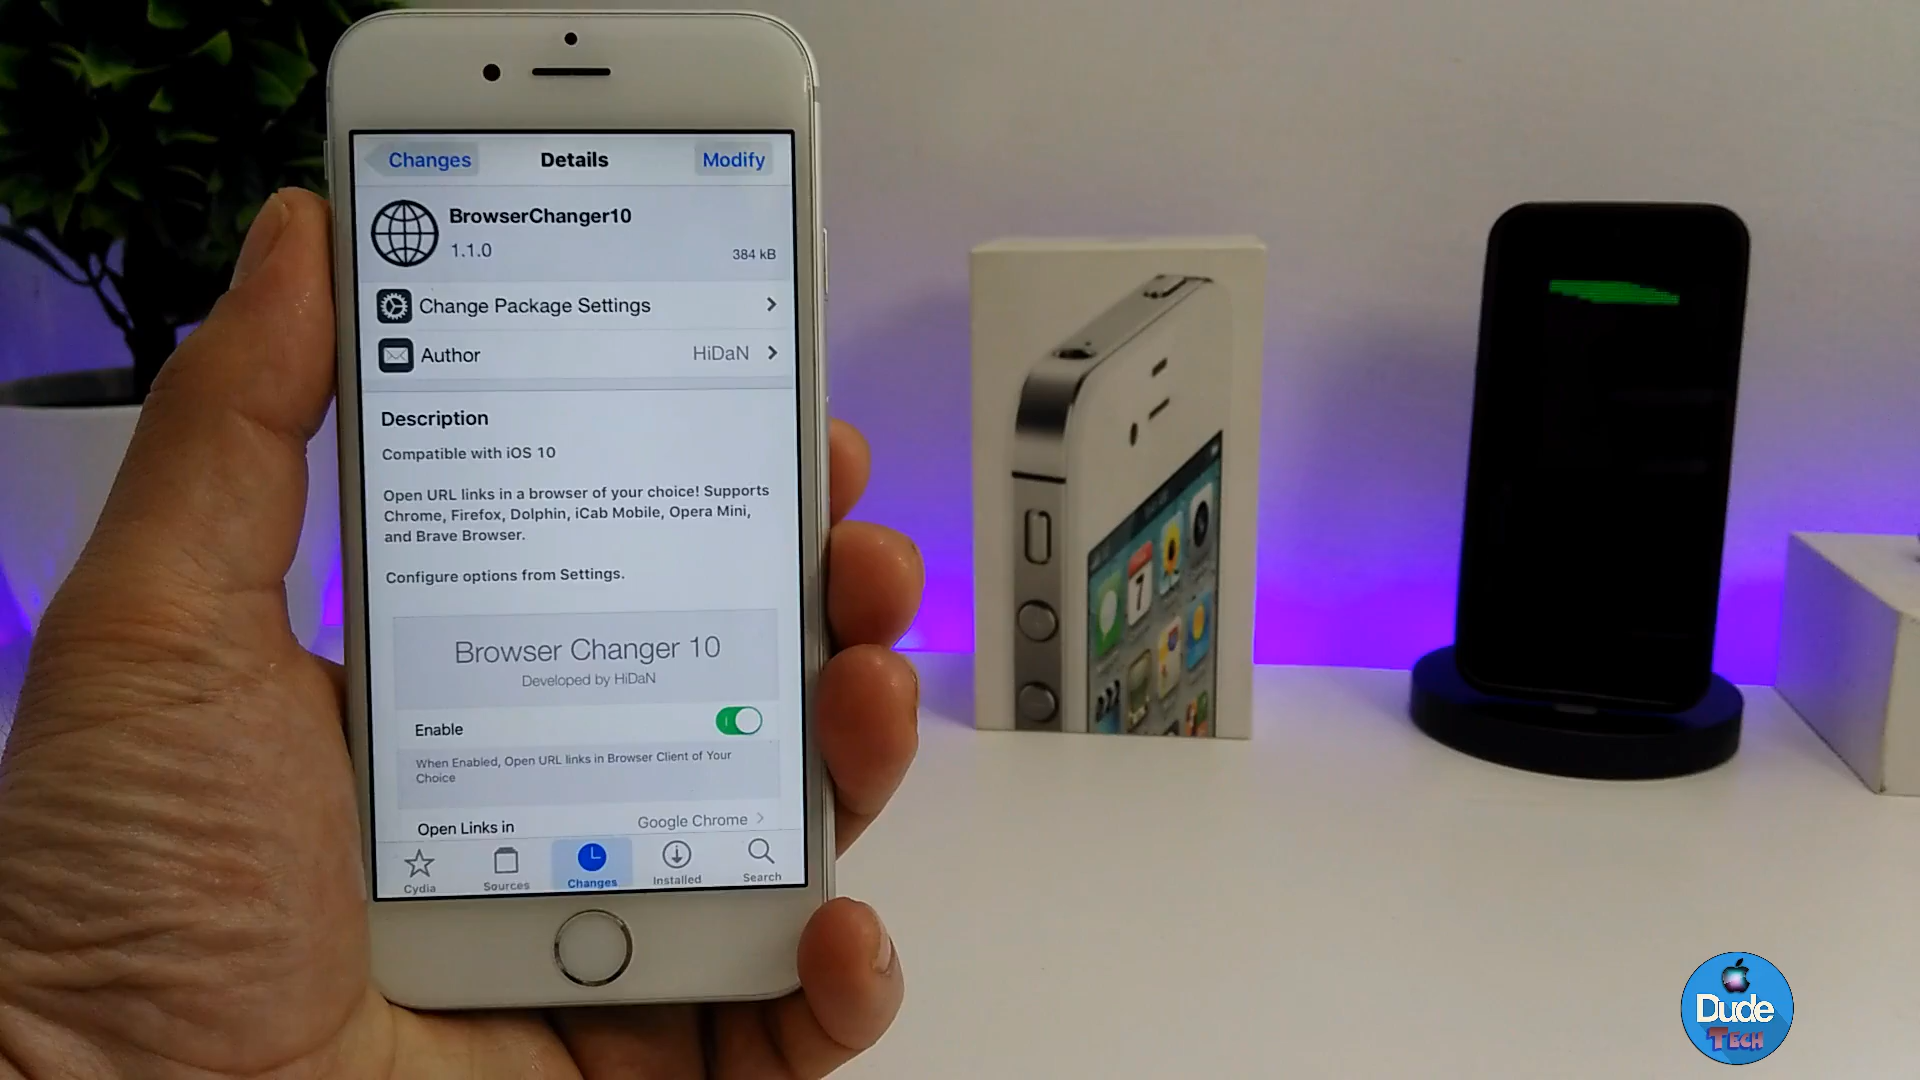 Changes
Details
Modify
BrowserChanger10
1.1.0
384 kB
Change Package Settings
Author
HiDaN
Description
Compatible with iOS 10
Open URL links in a browser of your choice! Supports
Chrome, Firefox, Dolphin, iCab Mobile, Opera Mini,
and Brave Browser.
Configure options from Settings.
Browser Changer 10
Developed by HiDaN
Enable
When Enabled, Open URL links in Browser Client of Your
Choice
Open Links in
Google Chrome
Cydia
Sources
Changes
Installed
Search
7
Dude
TECH